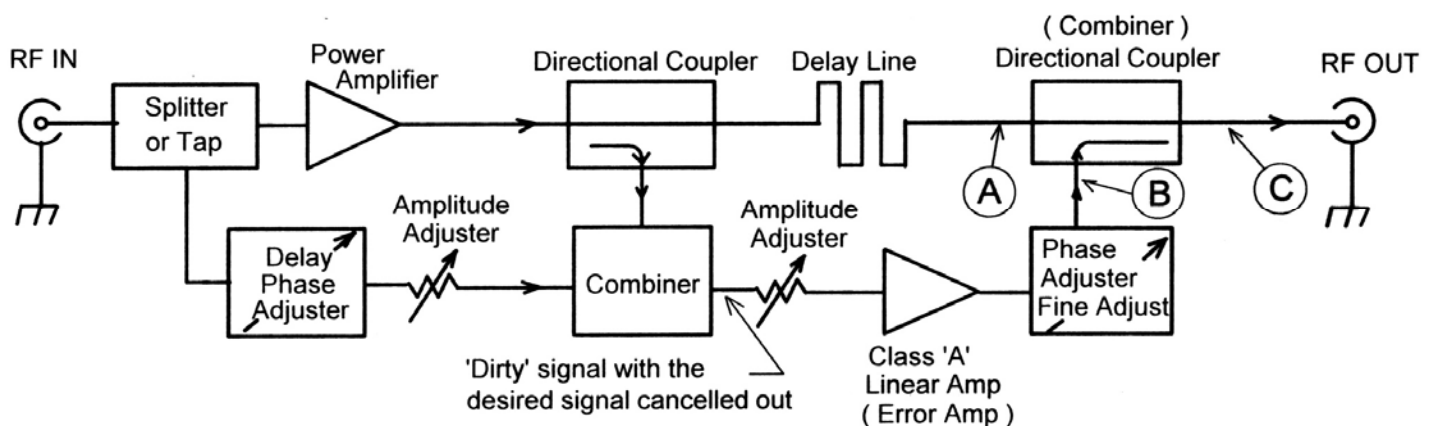 RF IN
Splitter
or Tap
Power
Amplifier
Directional Coupler
Delay Line
( Combiner )
Directional Coupler
RF OUT
A
B
C
Delay
Phase
Adjuster
Amplitude
Adjuster
Combiner
Amplitude
Adjuster
Phase
Adjuster
Fine Adjust
'Dirty' signal with the
desired signal cancelled out
Class 'A'
Linear Amp
( Error Amp )